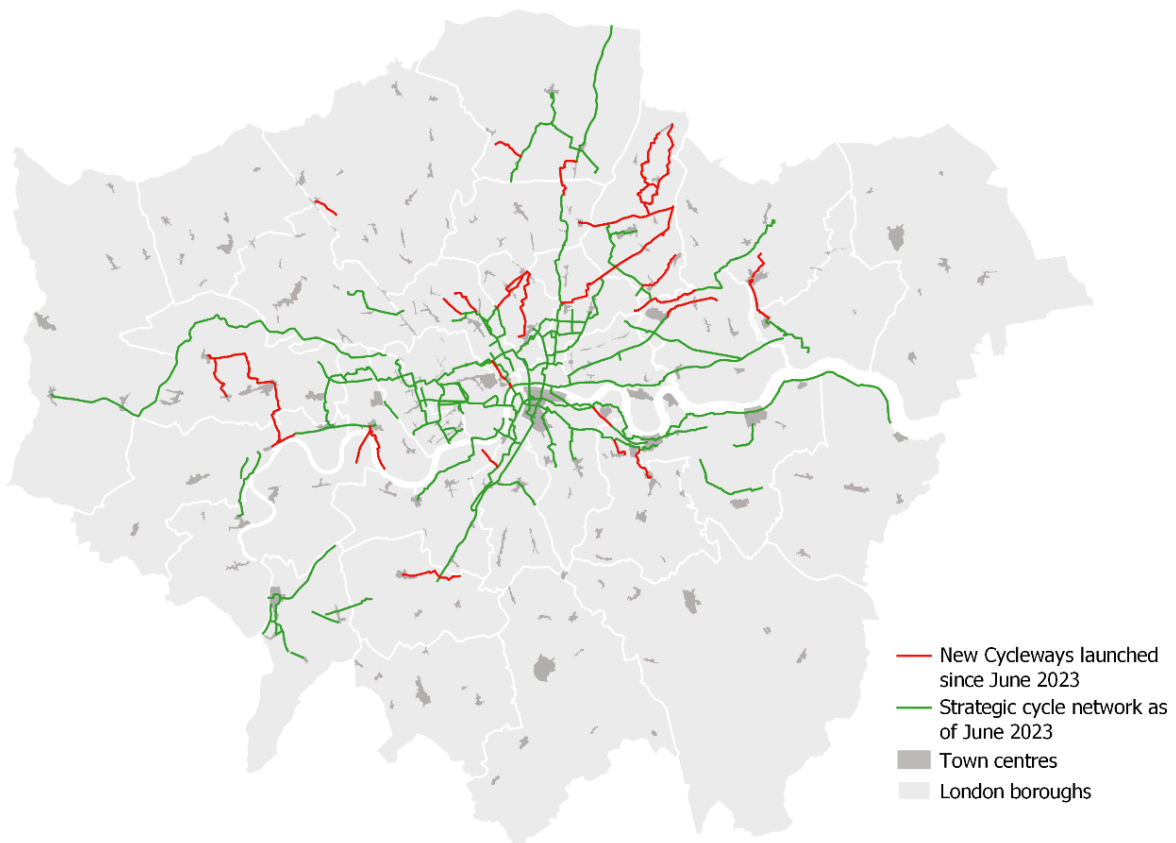 New Cycleways launched
since June 2023
Strategic cycle network as
of June 2023
Town centres
London boroughs